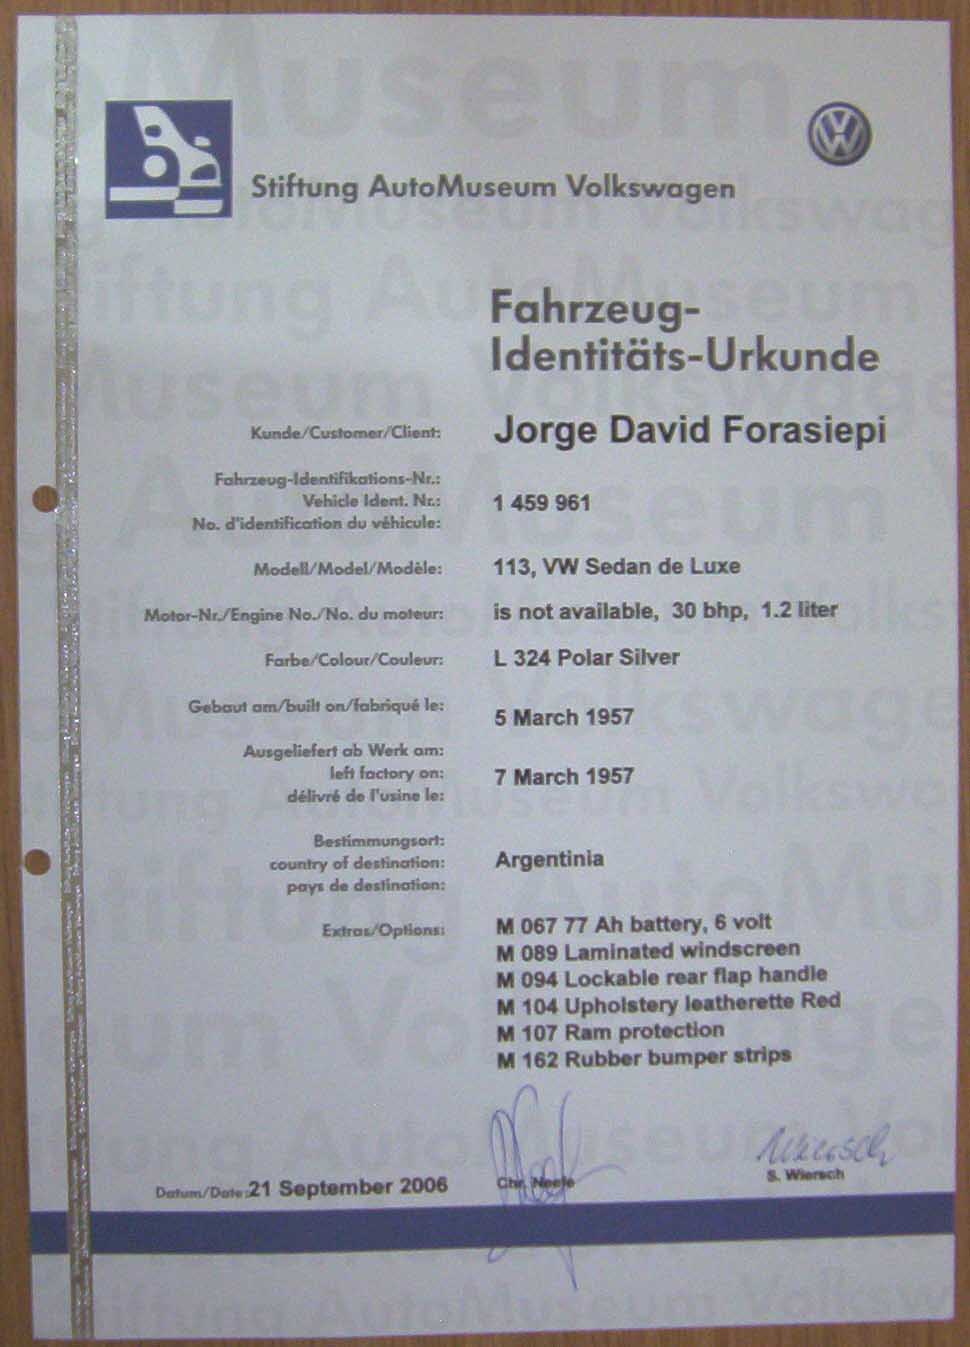 Stiftung AutoMuseum Volkswagen
Fahrzeug-
Identitäts-Urkunde
Kunde/Customer/Client: Jorge David Forasiepi
Fahrzeug-Identifikations-Nr.:
Vehicle Ident. Nr.: 1 459 961
No. d'identification du véhicule:
Modell/Model/Modèle: 113, VW Sedan de Luxe
Motor-Nr./Engine No./No. du moteur: is not available, 30 bhp, 1.2 liter
Farbe/Colour/Couleur: L 324 Polar Silver
Gebaut am/built on/fabriqué le: 5 March 1957
Ausgeliefert ab Werk am:
left factory on: 7 March 1957
délivré de l'usine le:
Bestimmungsort:
country of destination: Argentinia
pays de destination:
Extras/Options: M 067 77 Ah battery, 6 volt
M 089 Laminated windscreen
M 094 Lockable rear flap handle
M 104 Upholstery leatherette Red
M 107 Ram protection
M 162 Rubber bumper strips
Datum/Date: 21 September 2006
Chr. Neefe
Wiersch
S. Wiersch